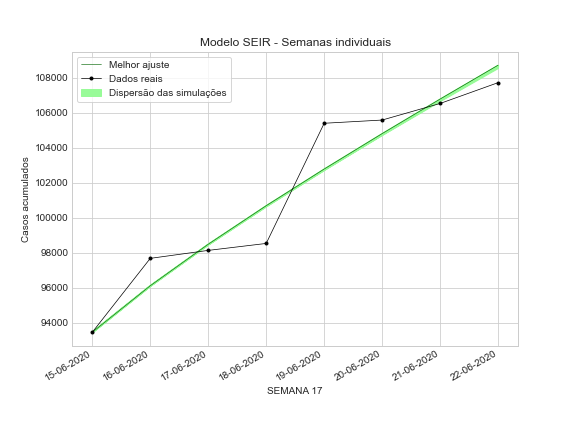 Modelo SEIR - Semanas individuais
Melhor ajuste
Dados reais
Dispersão das simulações
Casos acumulados
108000
106000
104000
102000
100000
98000
96000
94000
15-06-2020
16-06-2020
17-06-2020
18-06-2020
19-06-2020
20-06-2020
21-06-2020
22-06-2020
SEMANA 17